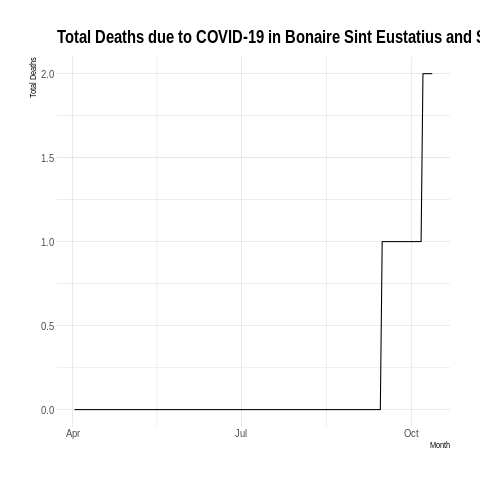 Total Deaths due to COVID-19 in Bonaire Sint Eustatius and
Total Deaths
2.0
1.5
1.0
0.5
0.0
Apr
Jul
Oct
Month